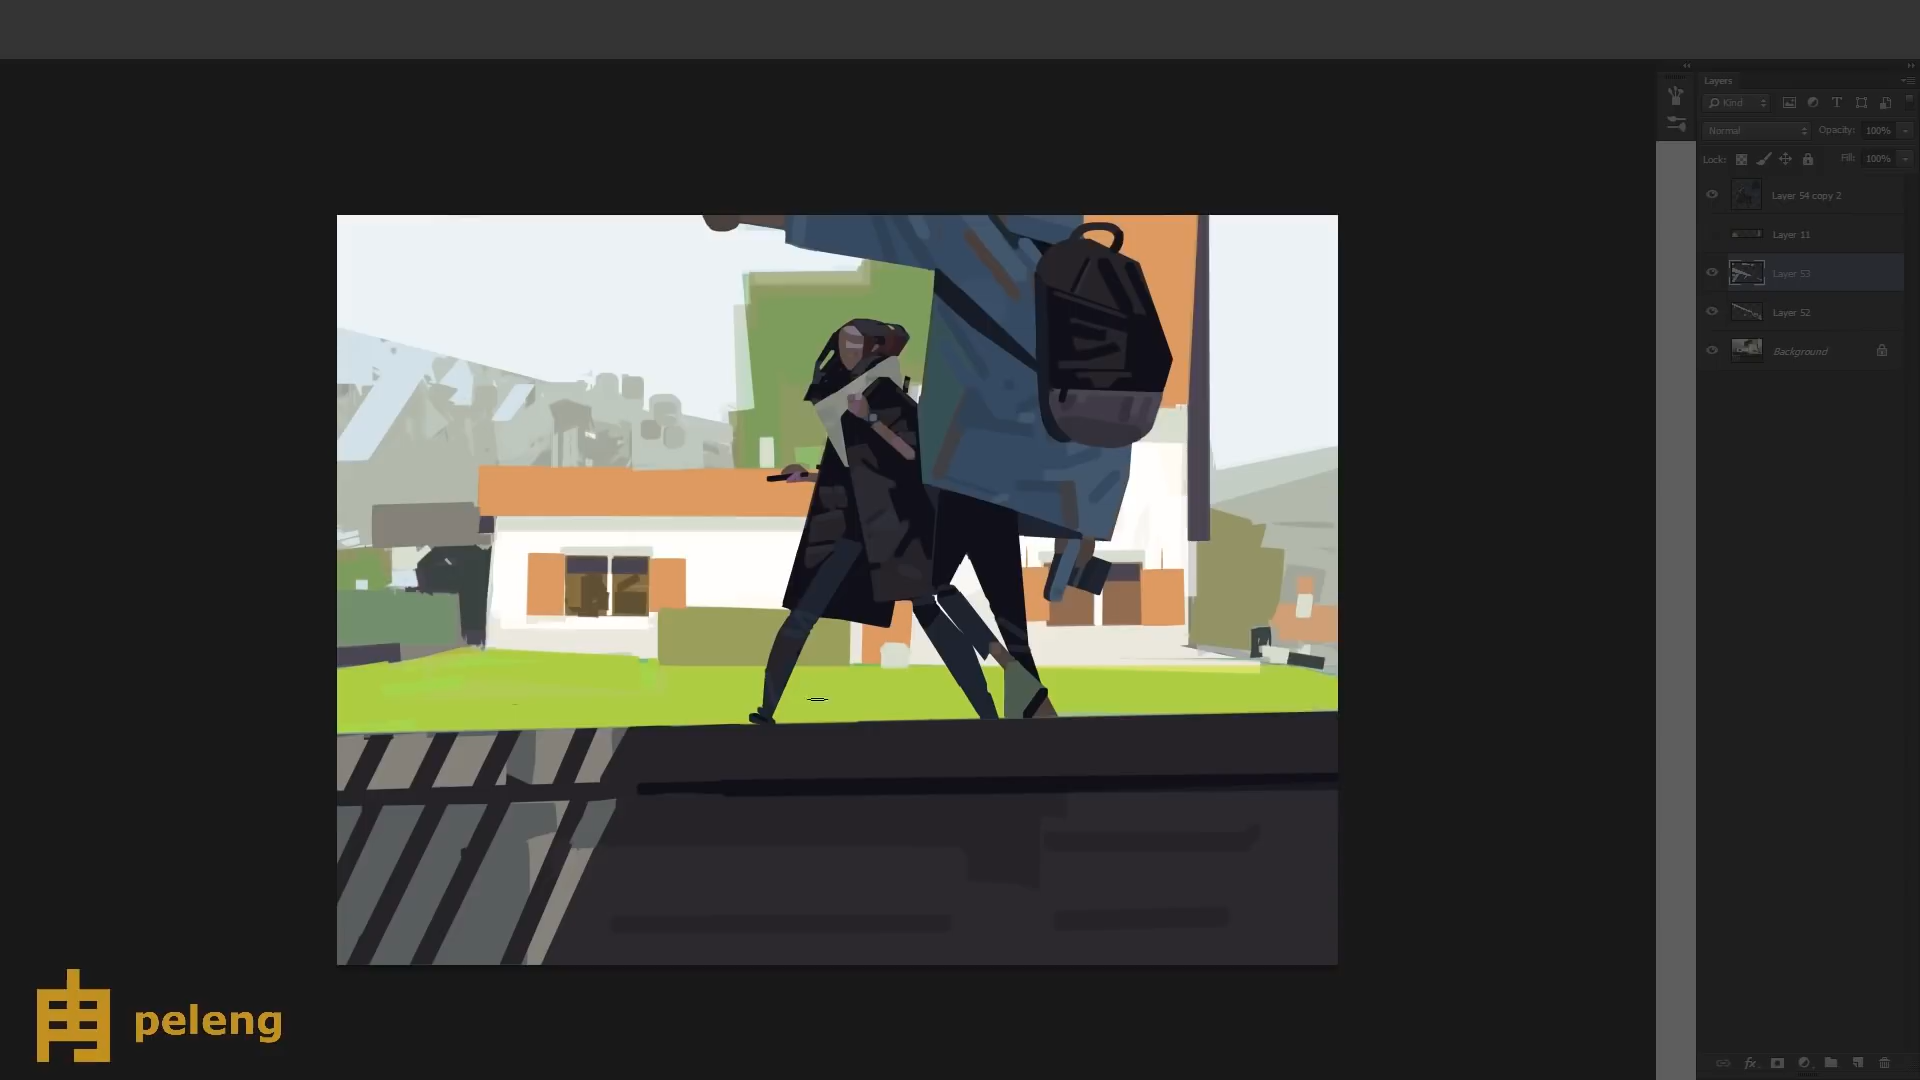 Layers
Kind
Normal
Opacity: 100%
Lock:
Fill: 100%
Layer 54 copy 2
Layer 11
Layer 53
Layer 52
Background
fx
peleng